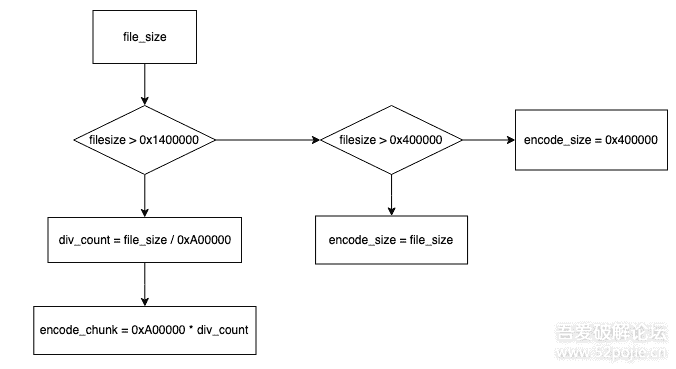 file_size
filesize > 0x1400000
filesize > 0x400000
encode_size = 0x400000
div_count = file_size / 0xA00000
encode_size = file_size
encode_chunk = 0xA00000 * div_count
吾爱破解论坛
www.52pojie.cn